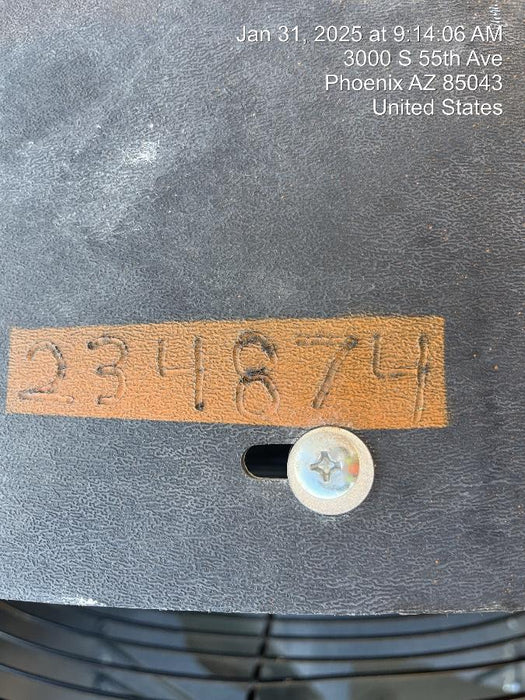 Jan 31, 2025 at 9:14:06 AM
3000 S 55th Ave
Phoenix AZ 85043
United States
234874